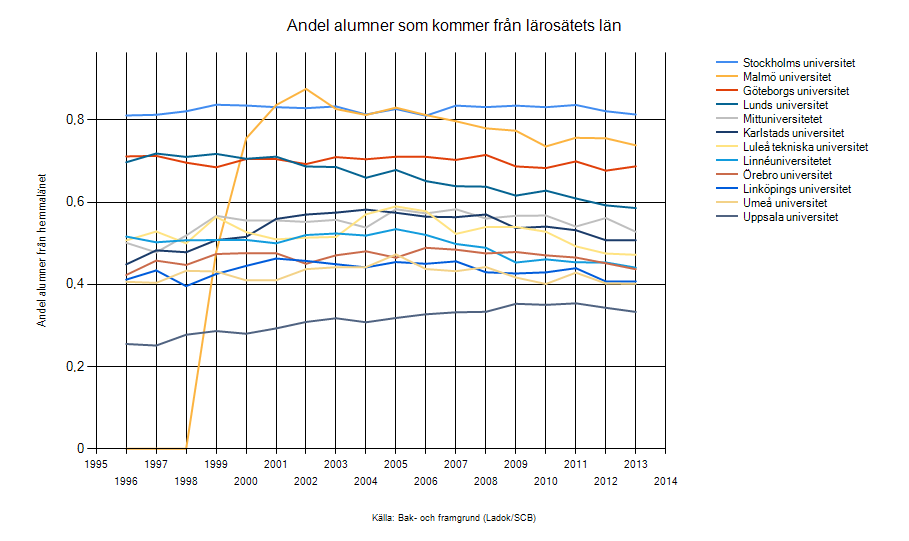 Andel alumner som kommer från lärosätets län
Andel alumner från hemmalänet
0,8
0,6
0,4
0,2
0
1995
1997
1999
2001
2003
2005
2007
2009
2011
2013
1996
1998
2000
2002
2004
2006
2008
2010
2012
2014
Stockholms universitet
Malmö universitet
Göteborgs universitet
Lunds universitet
Mittuniversitetet
Karlstads universitet
Luleå tekniska universitet
Linnéuniversitetet
Örebro universitet
Linköpings universitet
Umeå universitet
Uppsala universitet
Källa: Bak- och framgrund (Ladok/SCB)